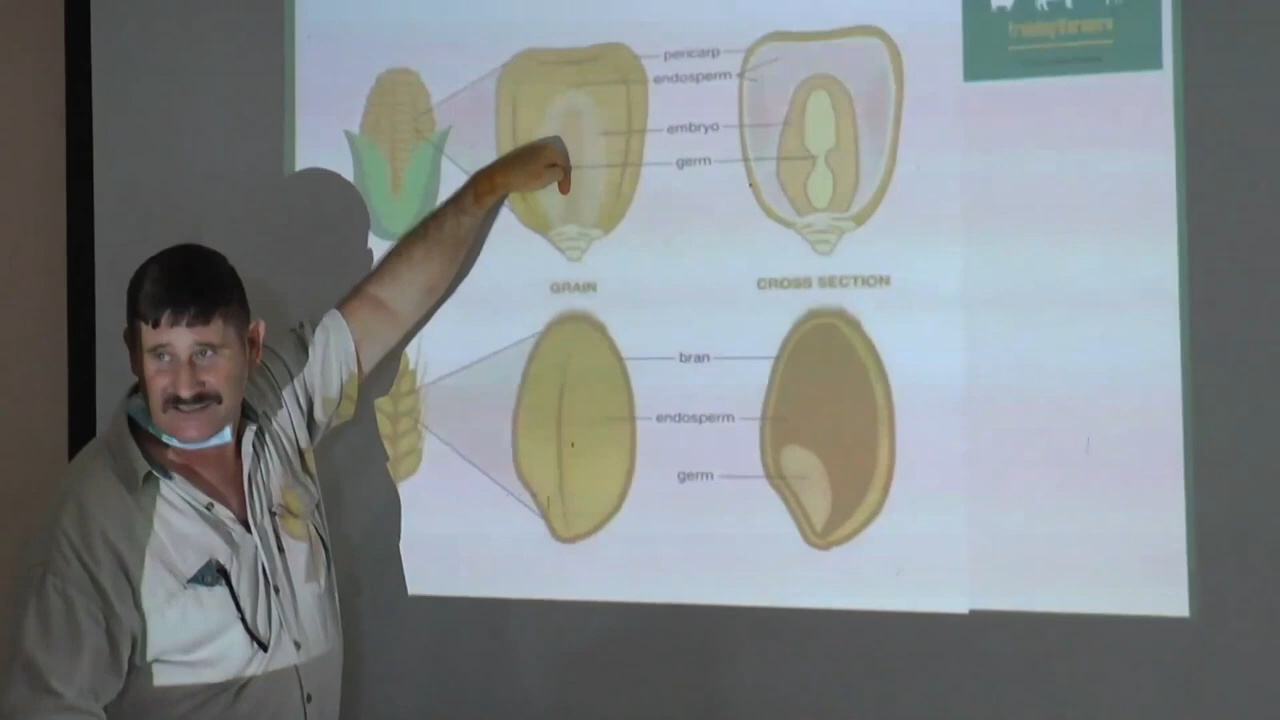 pericarp
endosperm
embryo
germ
GRAIN
CROSS SECTION
bran
endosperm
germ